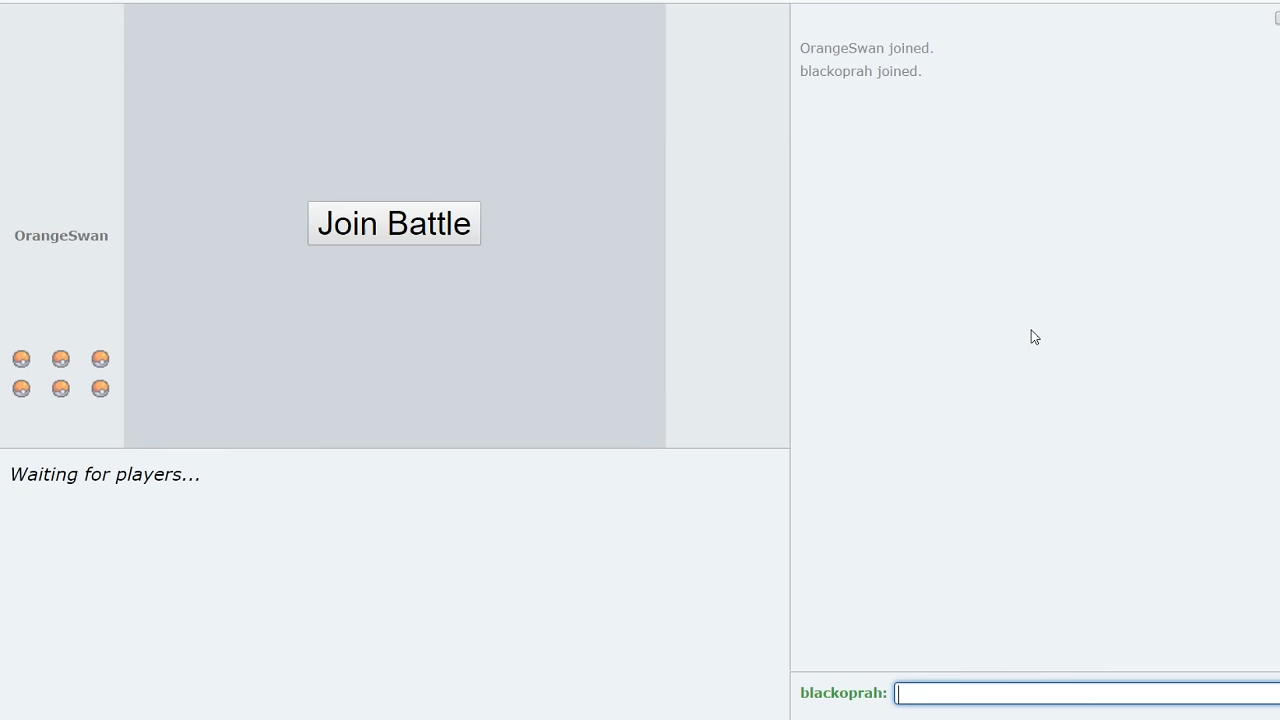 OrangeSwan joined.
blackoprah joined.
Join Battle
OrangeSwan
Waiting for players...
blackoprah: